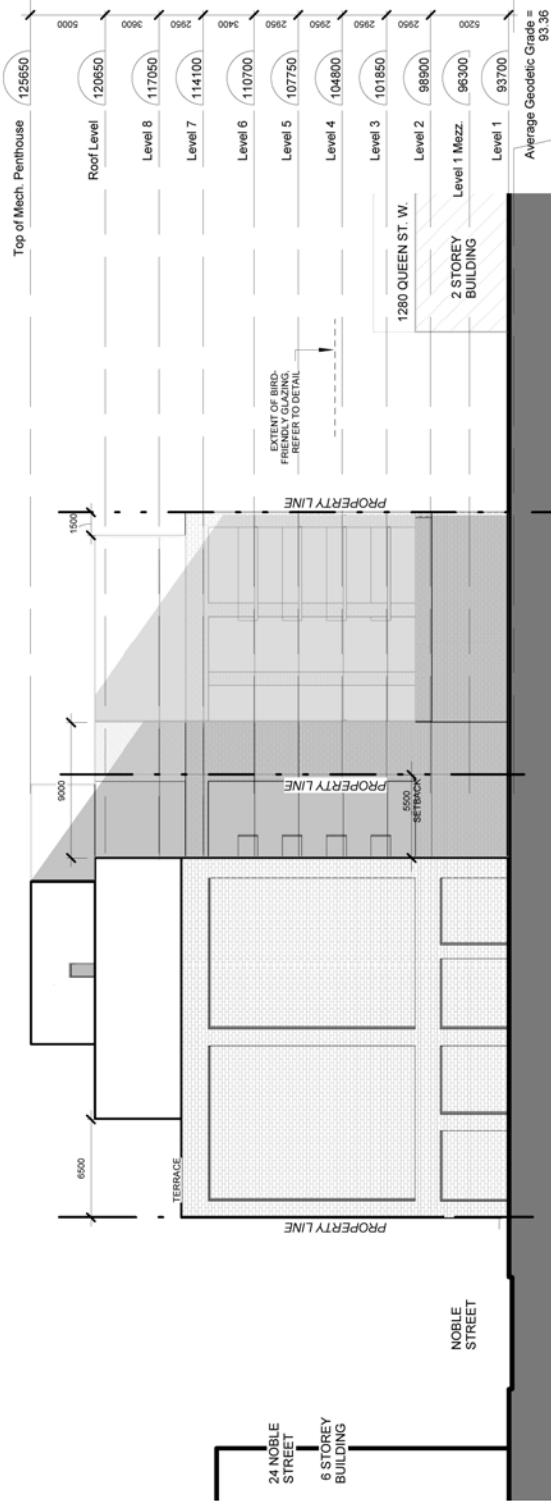 Top of Mech. Penthouse
125650
5000
Roof Level
120650
3600
Level 8
117050
2950
Level 7
114100
3400
Level 6
110700
2950
Level 5
107750
2950
Level 4
104800
2950
Level 3
101850
2950
Level 2
98900
5200
Level 1 Mezz.
96300
Level 1
93700
Average Geodetic Grade =
93.36
1280 QUEEN ST. W.
2 STOREY
BUILDING
EXTENT OF BIRD-
FRIENDLY GLAZING.
REFER TO DETAIL
PROPERTY LINE
1500
9000
PROPERTY LINE
5500
SETBACK
6500
TERRACE
PROPERTY LINE
NOBLE
STREET
24 NOBLE
STREET
6 STOREY
BUILDING